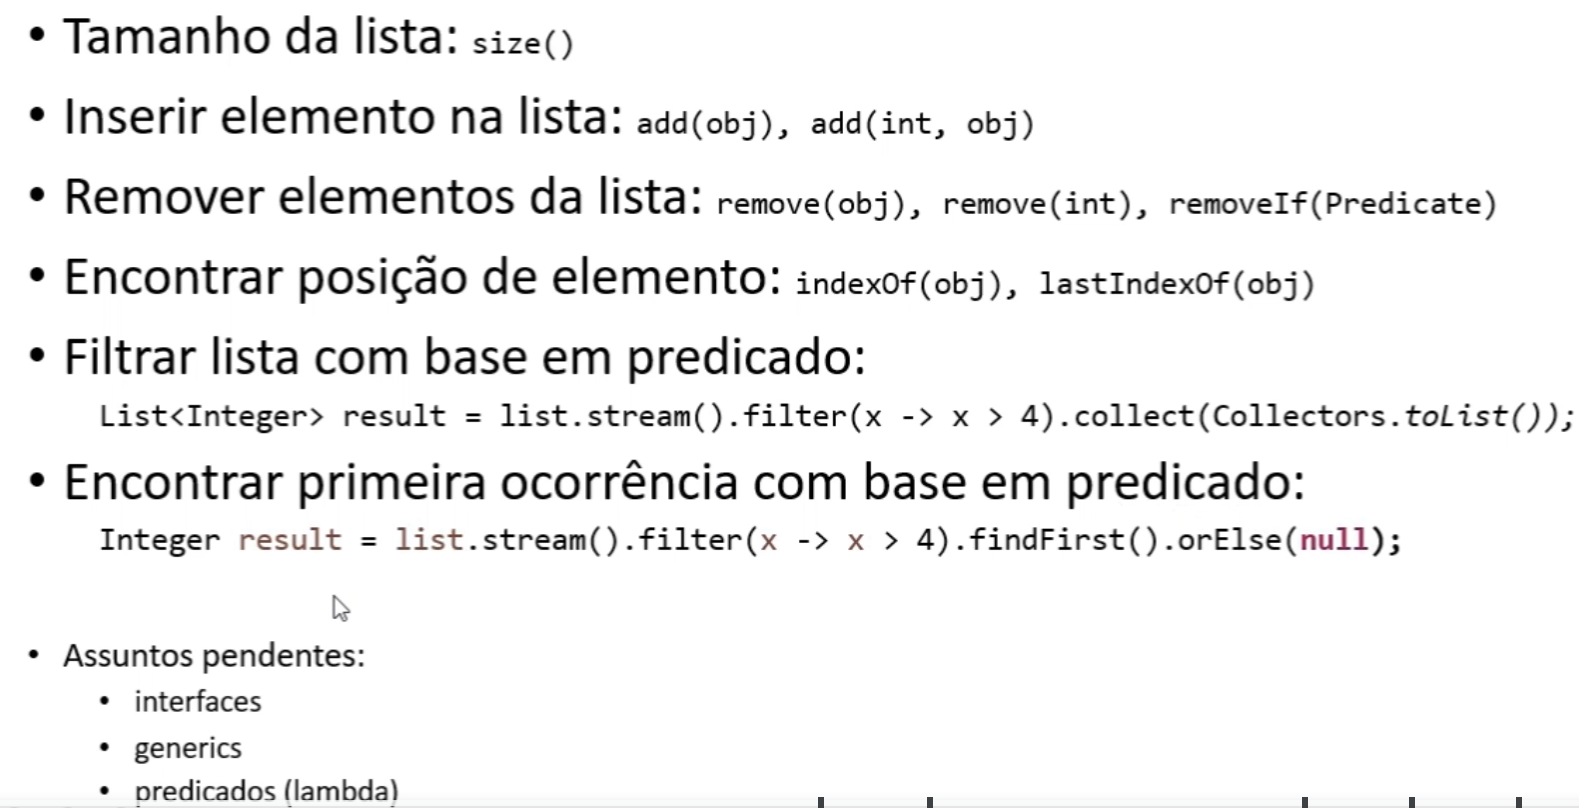 • Tamanho da lista: size()
• Inserir elemento na lista: add(obj), add(int, obj)
• Remover elementos da lista: remove(obj), remove(int), removeIf(Predicate)
• Encontrar posição de elemento: indexOf(obj), lastIndexOf(obj)
• Filtrar lista com base em predicado:
List<Integer> result = list.stream().filter(x -> x > 4).collect(Collectors.toList());
• Encontrar primeira ocorrência com base em predicado:
Integer result = list.stream().filter(x -> x > 4).findFirst().orElse(null);
• Assuntos pendentes:
• interfaces
• generics
• predicados (lambda)